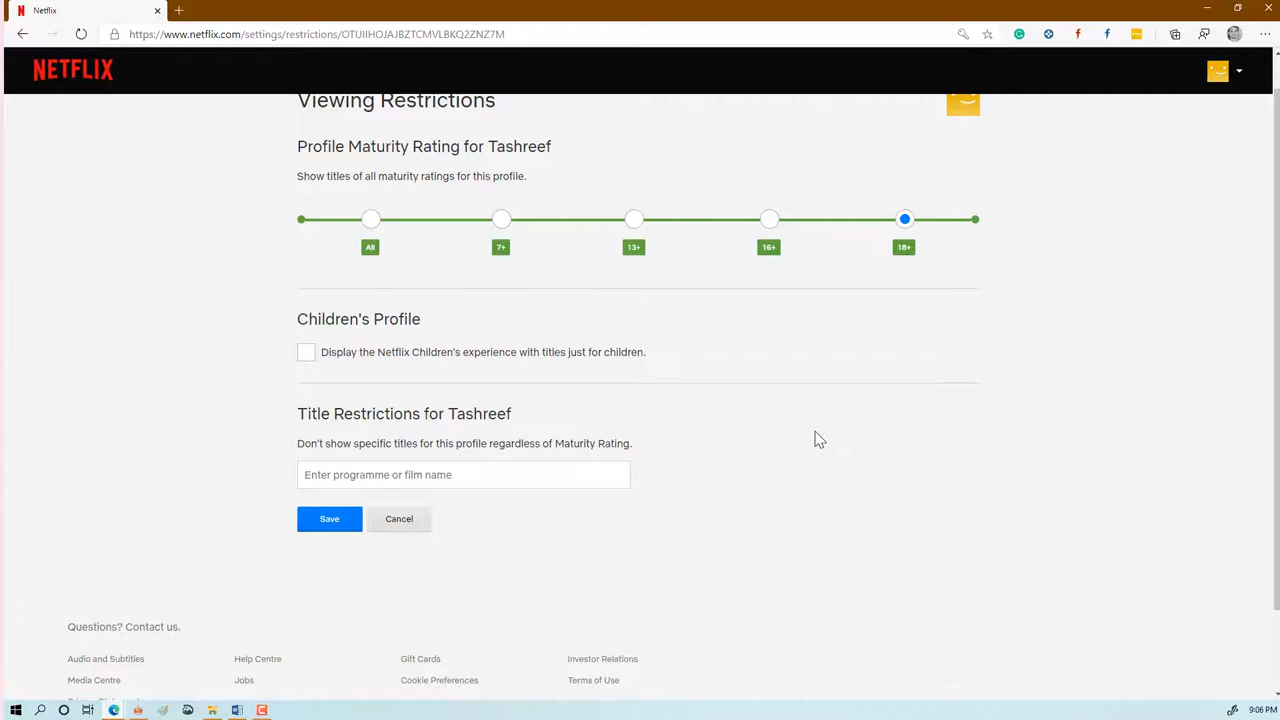 Netflix
https://www.netflix.com/settings/restrictions/OTUIIHOJAJBZTCMVLBKQ2ZNZ7M
NETFLIX
Viewing Restrictions
Profile Maturity Rating for Tashreef
Show titles of all maturity ratings for this profile.
All 7+ 13+ 16+ 18+
Children's Profile
Display the Netflix Children's experience with titles just for children.
Title Restrictions for Tashreef
Don't show specific titles for this profile regardless of Maturity Rating.
Enter programme or film name
Save Cancel
Questions? Contact us.
Audio and Subtitles Help Centre Gift Cards Investor Relations
Media Centre Jobs Cookie Preferences Terms of Use
9:06 PM